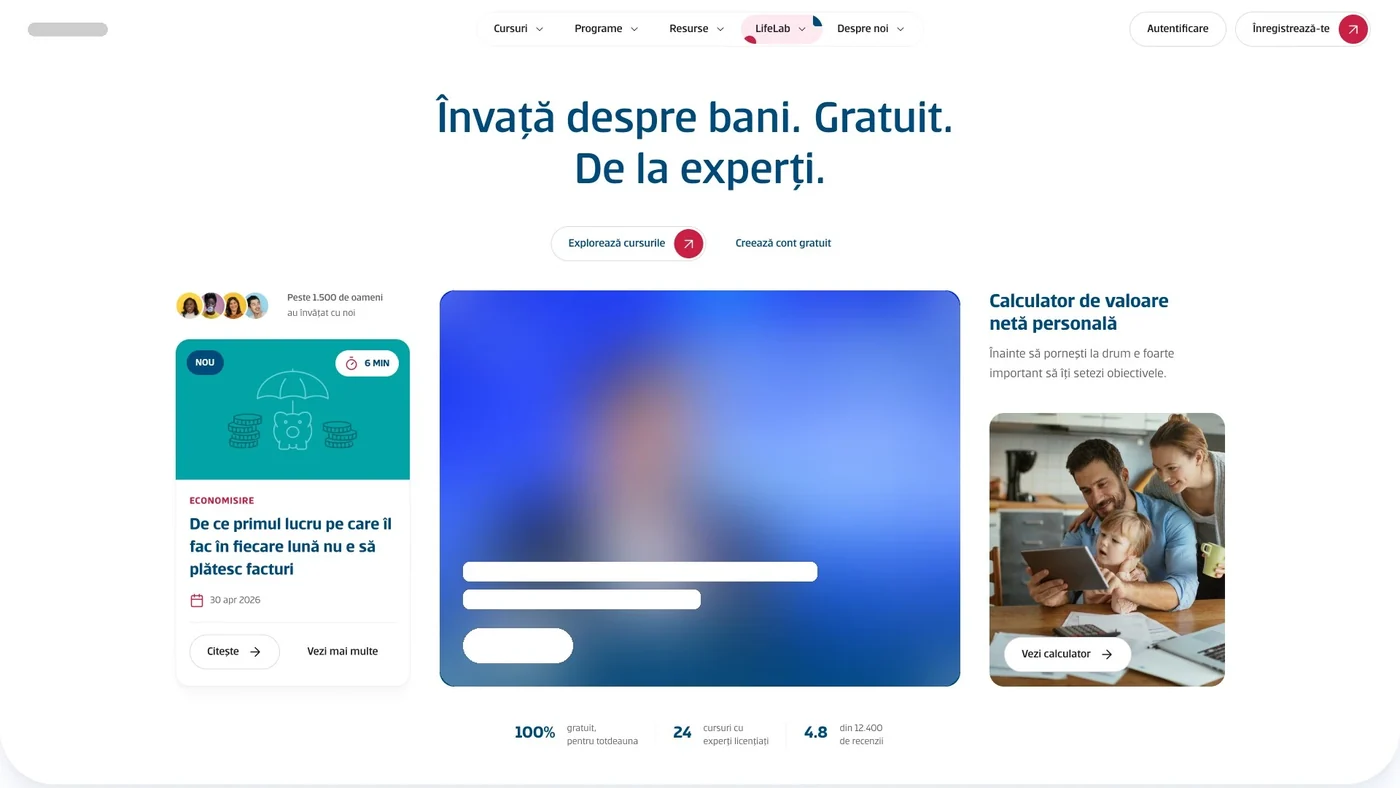 Cursuri
Programe
Resurse
LifeLab
Despre noi
Autentificare
Înregistrează-te
Învață despre bani. Gratuit.
De la experți.
Explorează cursurile
Creează cont gratuit
Peste 1.500 de oameni
au învățat cu noi
NOU
6 MIN
ECONOMISIRE
De ce primul lucru pe care îl
fac în fiecare lună nu e să
plătesc facturi
30 apr 2026
Citește
Vezi mai multe
Calculator de valoare
netă personală
Înainte să pornești la drum e foarte
important să îți setezi obiectivele.
Vezi calculator
100%
gratuit,
pentru totdeauna
24
cursuri cu
experți licențiați
4.8
din 12.400
de recenzii